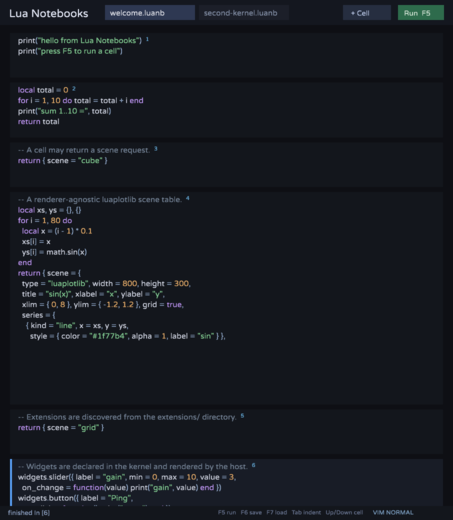 Lua Notebooks
welcome.luanb
second-kernel.luanb
+ Cell
Run F5
print("hello from Lua Notebooks") 1
print("press F5 to run a cell")
local total = 0 2
for i = 1, 10 do total = total + i end
print("sum 1..10 =", total)
return total
-- A cell may return a scene request. 3
return { scene = "cube" }
-- A renderer-agnostic luaplotlib scene table. 4
local xs, ys = {}, {}
for i = 1, 80 do
local x = (i - 1) * 0.1
xs[i] = x
ys[i] = math.sin(x)
end
return { scene = {
type = "luaplotlib", width = 800, height = 300,
title = "sin(x)", xlabel = "x", ylabel = "y",
xlim = { 0, 8 }, ylim = { -1.2, 1.2 }, grid = true,
series = {
{ kind = "line", x = xs, y = ys,
style = { color = "#1f77b4", alpha = 1, label = "sin" } },
-- Extensions are discovered from the extensions/ directory. 5
return { scene = "grid" }
-- Widgets are declared in the kernel and rendered by the host. 6
widgets.slider({ label = "gain", min = 0, max = 10, value = 3,
on_change = function(value) print("gain", value) end })
widgets.button({ label = "Ping",
finished in [6]
F5 run F6 save F7 load Tab indent Up/Down cell
VIM NORMAL